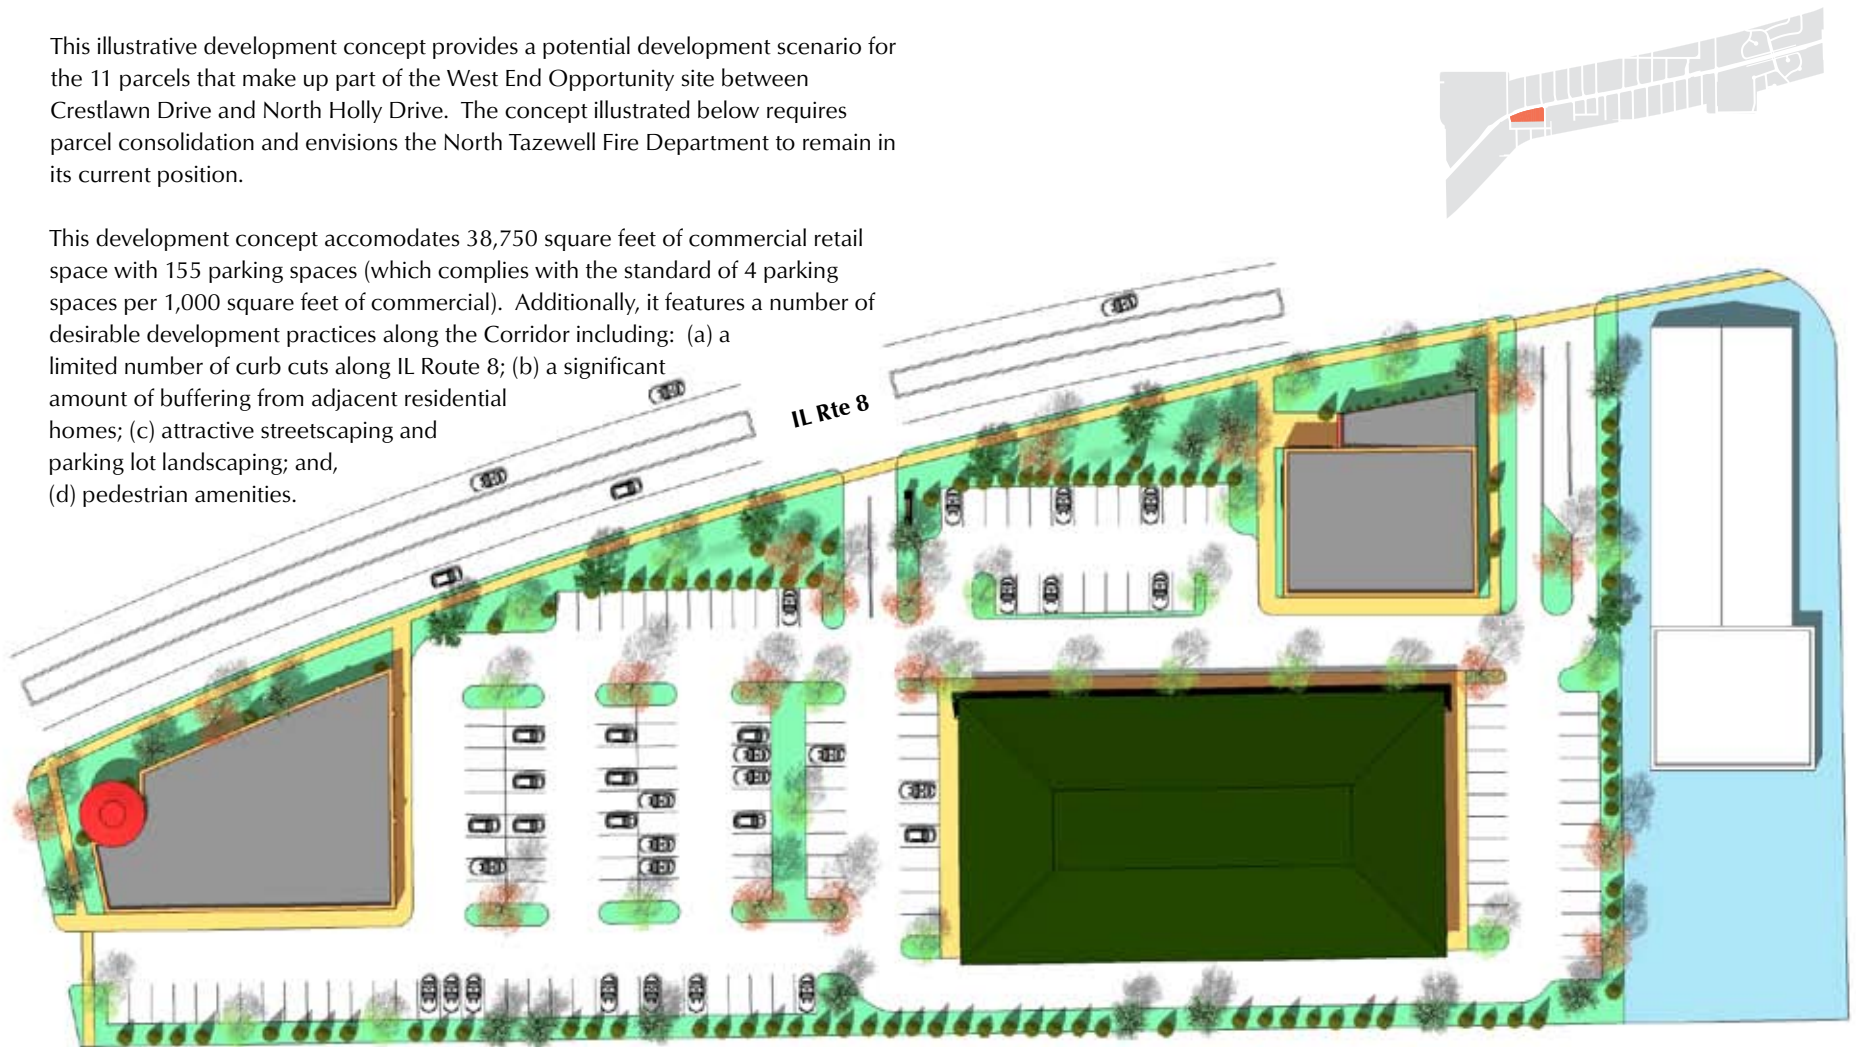 This illustrative development concept provides a potential development scenario for
the 11 parcels that make up part of the West End Opportunity site between
Crestlawn Drive and North Holly Drive.  The concept illustrated below requires
parcel consolidation and envisions the North Tazewell Fire Department to remain in
its current position.
This development concept accomodates 38,750 square feet of commercial retail
space with 155 parking spaces (which complies with the standard of 4 parking
spaces per 1,000 square feet of commercial).  Additionally, it features a number of
desirable development practices along the Corridor including:  (a) a
limited number of curb cuts along IL Route 8; (b) a significant
amount of buffering from adjacent residential
homes; (c) attractive streetscaping and
parking lot landscaping; and,
(d) pedestrian amenities.
IL Rte 8